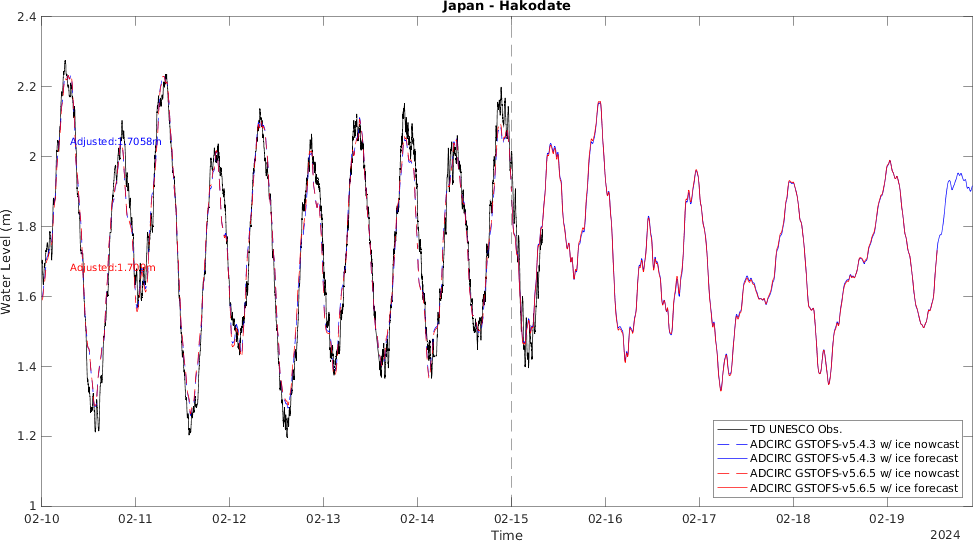 Japan - Hakodate
2.4
2.2
2
1.8
1.6
1.4
1.2
1
Water Level (m)
Adjusted:1.7058m
02-10
02-11
02-12
02-13
02-14
02-15
02-16
02-17
02-18
02-19
Time
2024
TD UNESCO Obs.
ADCIRC GSTOFS-v5.4.3 w/ ice nowcast
ADCIRC GSTOFS-v5.4.3 w/ ice forecast
ADCIRC GSTOFS-v5.6.5 w/ ice nowcast
ADCIRC GSTOFS-v5.6.5 w/ ice forecast